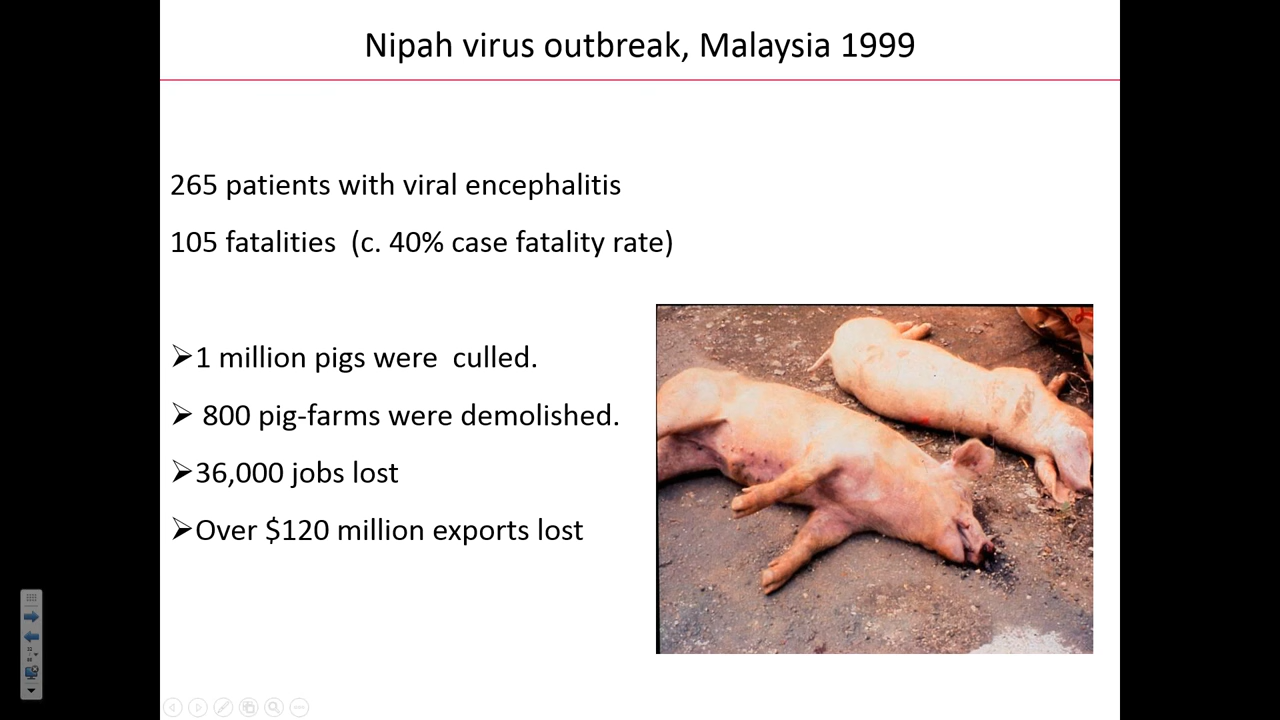 Nipah virus outbreak, Malaysia 1999
265 patients with viral encephalitis
105 fatalities  (c. 40% case fatality rate)
➢1 million pigs were  culled.
➢ 800 pig-farms were demolished.
➢36,000 jobs lost
➢Over $120 million exports lost